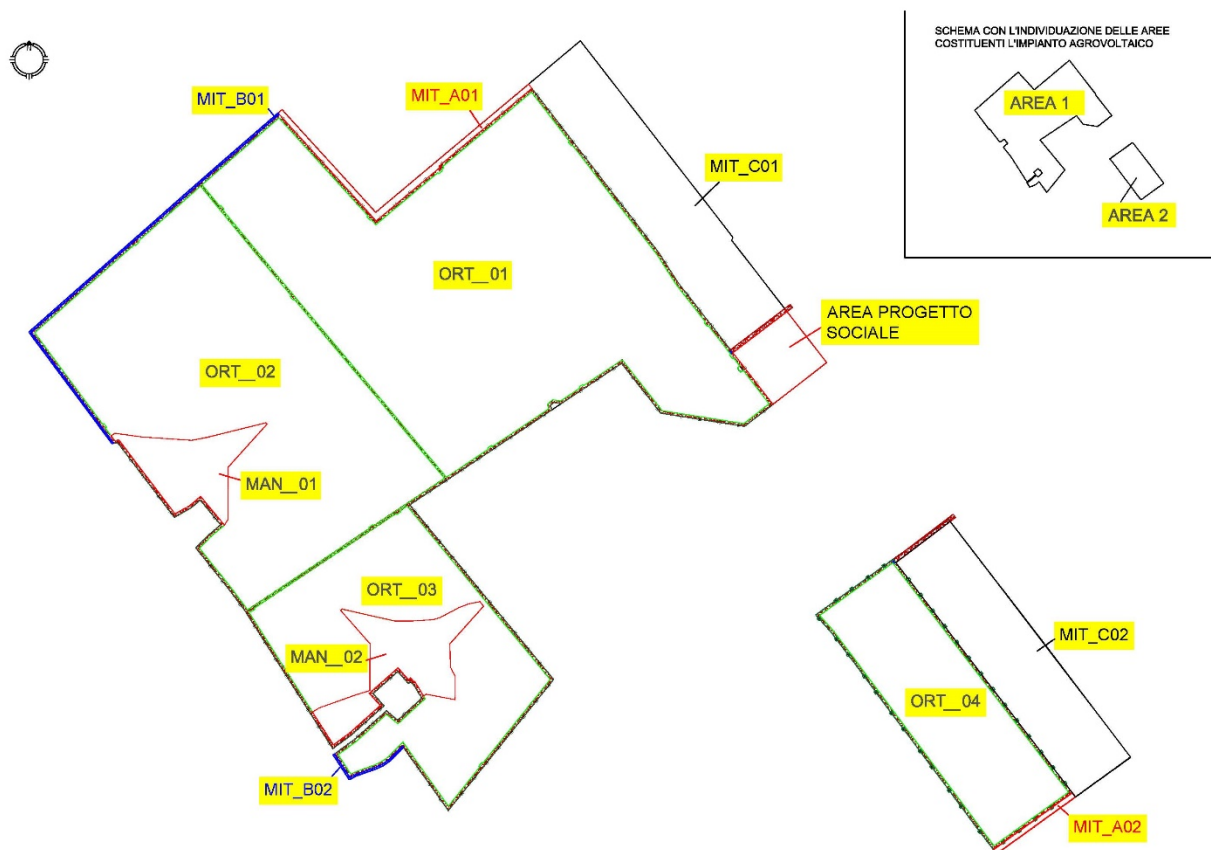 SCHEMA CON L'INDIVIDUAZIONE DELLE AREE
COSTITUENTI L'IMPIANTO AGROVOLTAICO
AREA 1
AREA 2
MIT_B01
MIT_A01
MIT_C01
ORT__01
AREA PROGETTO
SOCIALE
ORT__02
MAN__01
ORT__03
MAN__02
MIT_B02
MIT_C02
ORT__04
MIT_A02